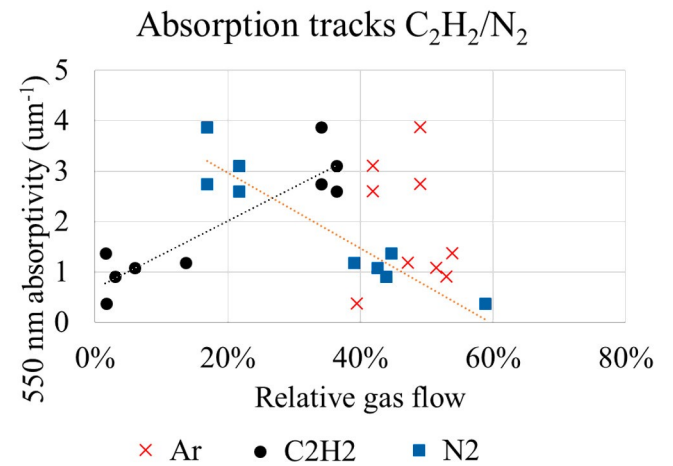 Absorption tracks C₂H₂/N₂
550 nm absorptivity (um⁻¹)
5
4
3
2
1
0
0% 20% 40% 60% 80%
Relative gas flow
Ar C2H2 N2